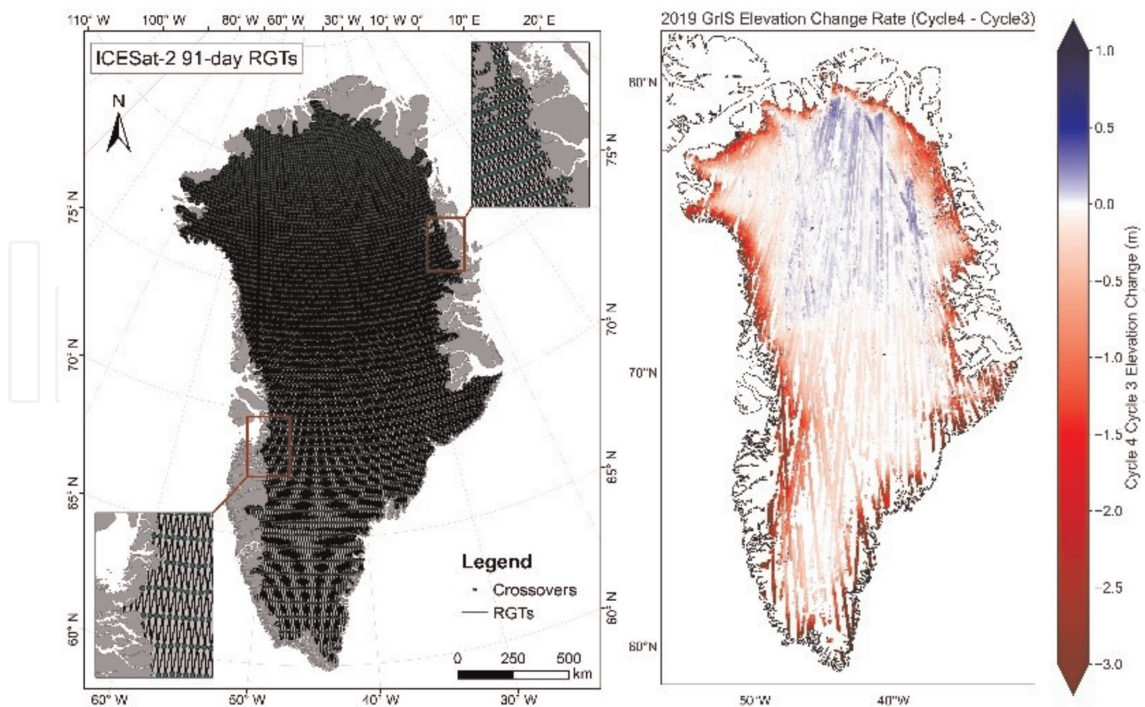 110° W 100° W 80° W 60° W 30° W 10° W 0° 10° E 20° E
ICESat-2 91-day RGTs
N
75° N
70° N
65° N
60° N
75° N
70° N
65° N
60° N
Legend
Crossovers
RGTs
0 250 500
km
60° W 50° W 40° W 30° W
2019 GrIS Elevation Change Rate (Cycle4 - Cycle3)
80°N
70°N
60°N
50°W 40°W
1.0
0.5
0.0
-0.5
-1.0
-1.5
-2.0
-2.5
-3.0
Cycle 4 Cycle 3 Elevation Change (m)